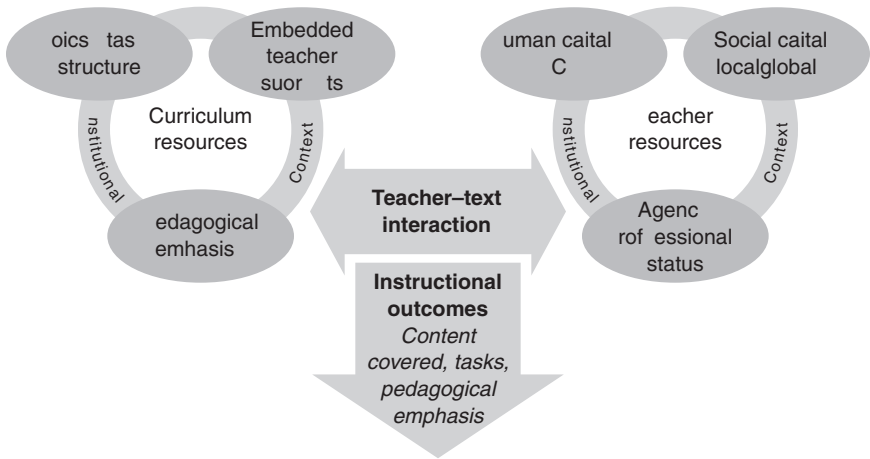 oics tas
structure
Embedded
teacher
suor ts
Curriculum
resources
nstitutional
Context
edagogical
emhasis
uman caital
C
Social caital
localglobal
eacher
resources
nstitutional
Context
Agenc
rof essional
status
Teacher–text
interaction
Instructional
outcomes
Content
covered, tasks,
pedagogical
emphasis